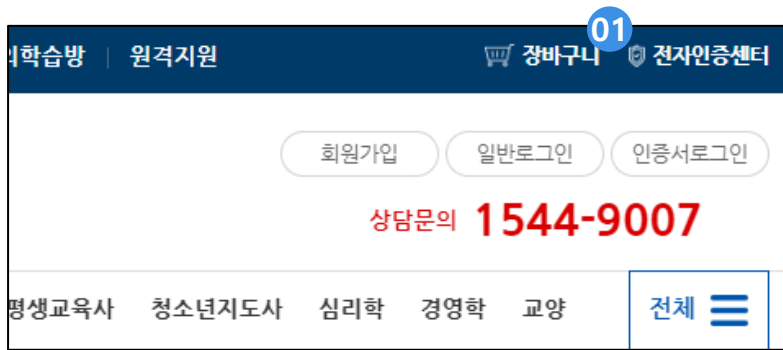 01
의학습방 | 원격지원 장바구니 전자인증센터
회원가입 일반로그인 인증서로그인
상담문의 1544-9007
평생교육사 청소년지도사 심리학 경영학 교양 전체